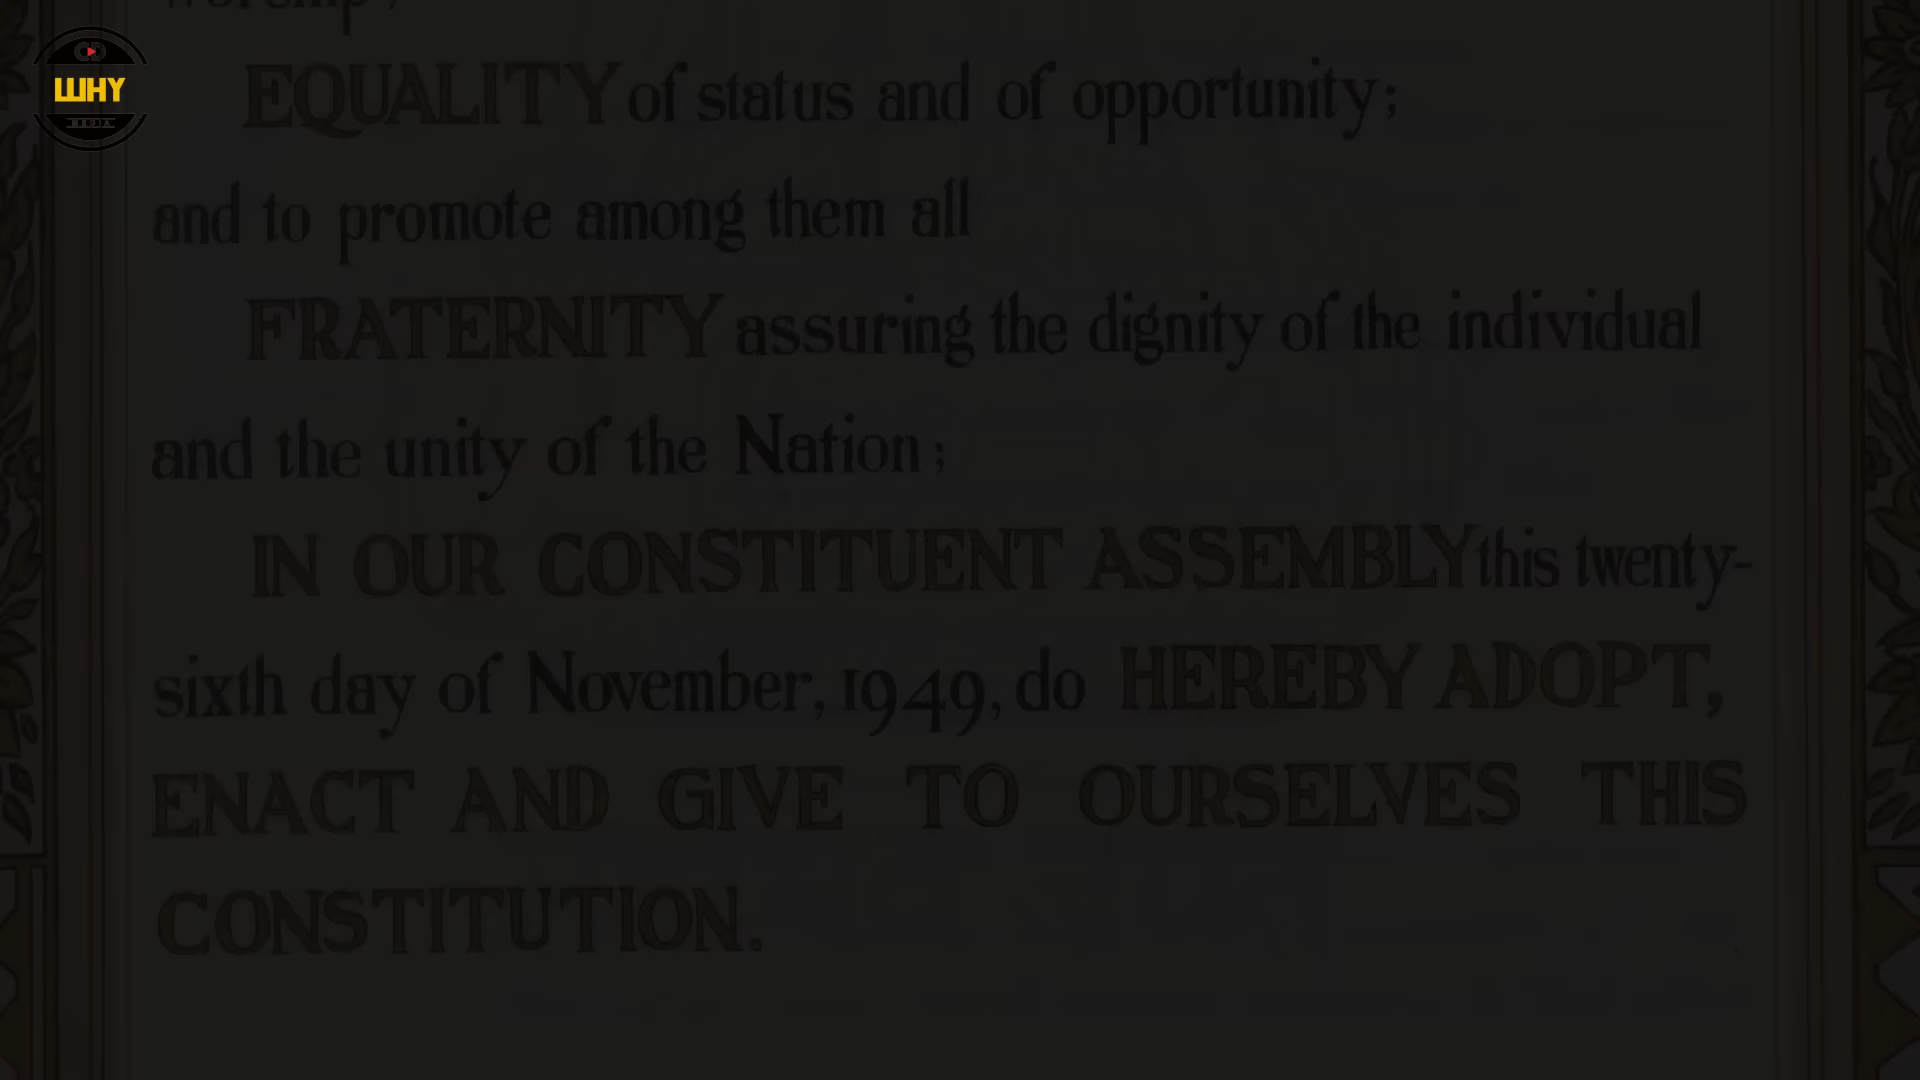 worship;
WHY
MEDIA
EQUALITY of status and of opportunity;
and to promote among them all
FRATERNITY assuring the dignity of the individual
and the unity of the Nation;
IN OUR CONSTITUENT ASSEMBLY this twenty-
sixth day of November, 1949, do HEREBY ADOPT,
ENACT AND GIVE TO OURSELVES THIS
CONSTITUTION.